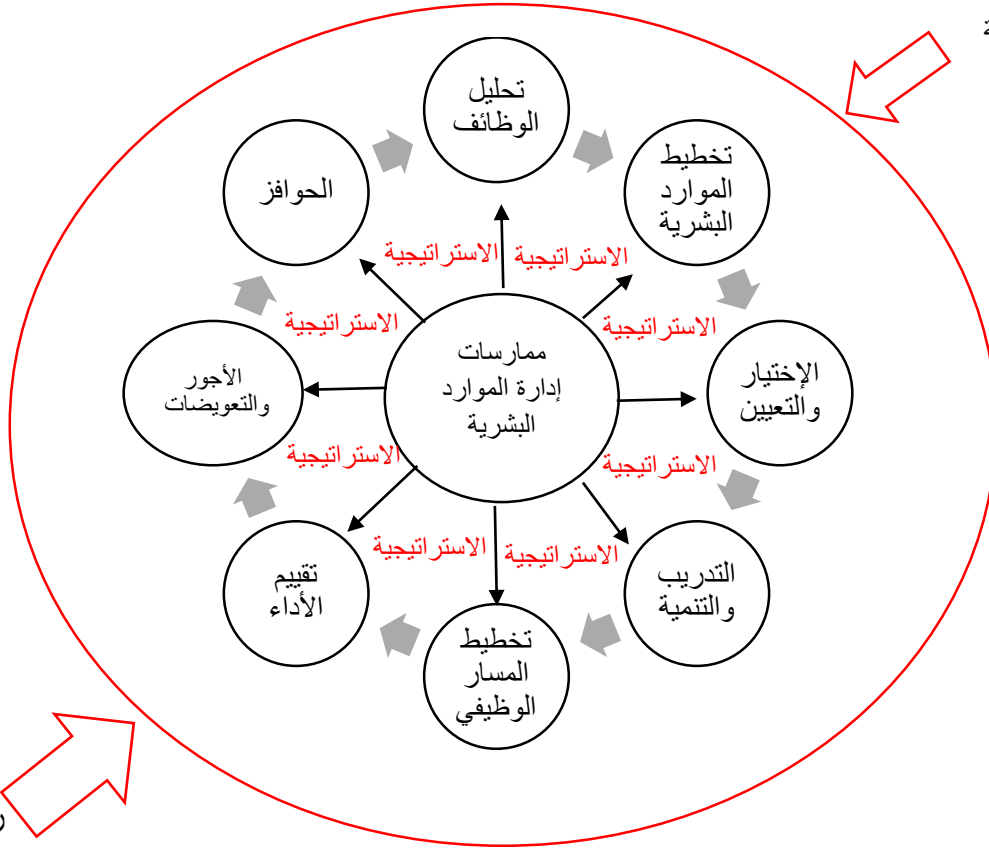 تحليل
الوظائف
تخطيط
الموارد
البشرية
الحوافز
الاستراتيجية
الاستراتيجية
الاستراتيجية
الاستراتيجية
ممارسات
إدارة الموارد
البشرية
الإختيار
والتعيين
الأجور
والتعويضات
الاستراتيجية
الاستراتيجية
الاستراتيجية
الاستراتيجية
التدريب
والتنمية
تقييم
الأداء
تخطيط
المسار
الوظيفي